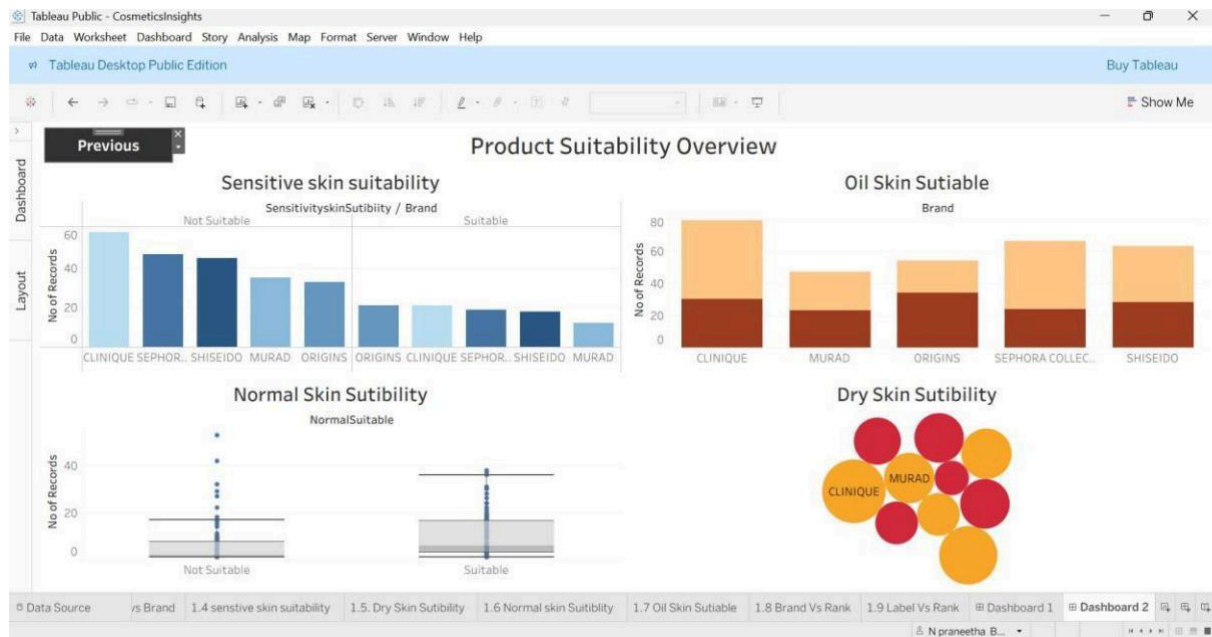 Tableau Public - CosmeticsInsights
File Data Worksheet Dashboard Story Analysis Map Format Server Window Help
Tableau Desktop Public Edition
Buy Tableau
Show Me
Dashboard
Layout
Previous
Product Suitability Overview
Sensitive skin suitability
SensitivityskinSutibiity / Brand
Not Suitable
Suitable
No of Records
60
40
20
0
CLINIQUE SEPHOR.. SHISEIDO MURAD ORIGINS ORIGINS CLINIQUE SEPHOR.. SHISEIDO MURAD
Oil Skin Sutiable
Brand
No of Records
80
60
40
20
0
CLINIQUE MURAD ORIGINS SEPHORA COLLEC.. SHISEIDO
Normal Skin Sutibility
NormalSuitable
No of Records
40
20
0
Not Suitable
Suitable
Dry Skin Sutibility
MURAD
CLINIQUE
Data Source /s Brand 1.4 senstive skin suitability 1.5. Dry Skin Sutibility 1.6 Normal skin Suitiblity 1.7 Oil Skin Sutiable 1.8 Brand Vs Rank 1.9 Label Vs Rank Dashboard 1 Dashboard 2
N praneetha B...